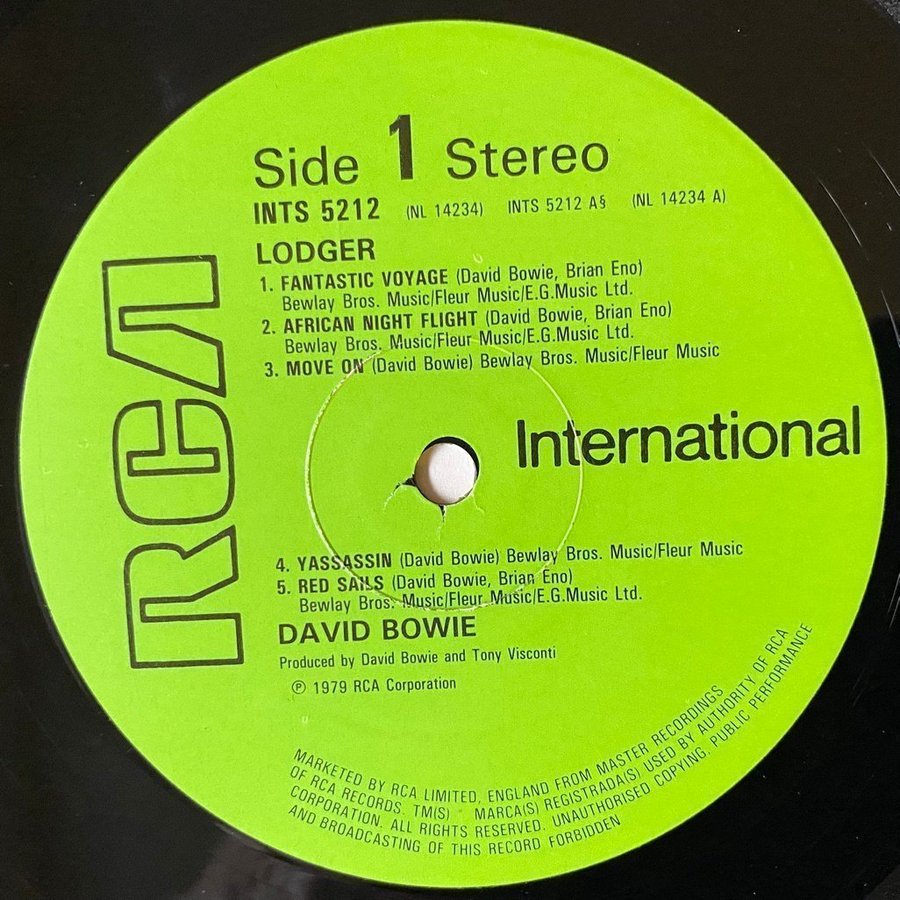 Side 1 Stereo
INTS 5212 (NL 14234) INTS 5212 A§ (NL 14234 A)
LODGER
1. FANTASTIC VOYAGE (David Bowie, Brian Eno)
Bewlay Bros. Music/Fleur Music/E.G.Music Ltd.
2. AFRICAN NIGHT FLIGHT (David Bowie, Brian Eno)
Bewlay Bros. Music/Fleur Music/E.G.Music Ltd.
3. MOVE ON (David Bowie) Bewlay Bros. Music/Fleur Music
RCA
International
4. YASSASSIN (David Bowie) Bewlay Bros. Music/Fleur Music
5. RED SAILS (David Bowie, Brian Eno)
Bewlay Bros. Music/Fleur Music/E.G.Music Ltd.
DAVID BOWIE
Produced by David Bowie and Tony Visconti
℗ 1979 RCA Corporation
MARKETED BY RCA LIMITED, ENGLAND FROM MASTER RECORDINGS
OF RCA RECORDS. TM(S) MARCA(S) REGISTRADA(S) USED BY AUTHORITY OF RCA
CORPORATION. ALL RIGHTS RESERVED. UNAUTHORISED COPYING, PUBLIC PERFORMANCE
AND BROADCASTING OF THIS RECORD FORBIDDEN